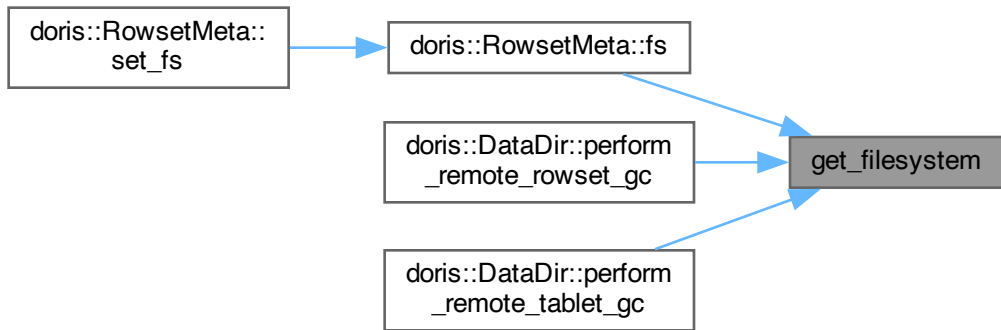 doris::RowsetMeta::
set_fs
doris::RowsetMeta::fs
doris::DataDir::perform
_remote_rowset_gc
get_filesystem
doris::DataDir::perform
_remote_tablet_gc